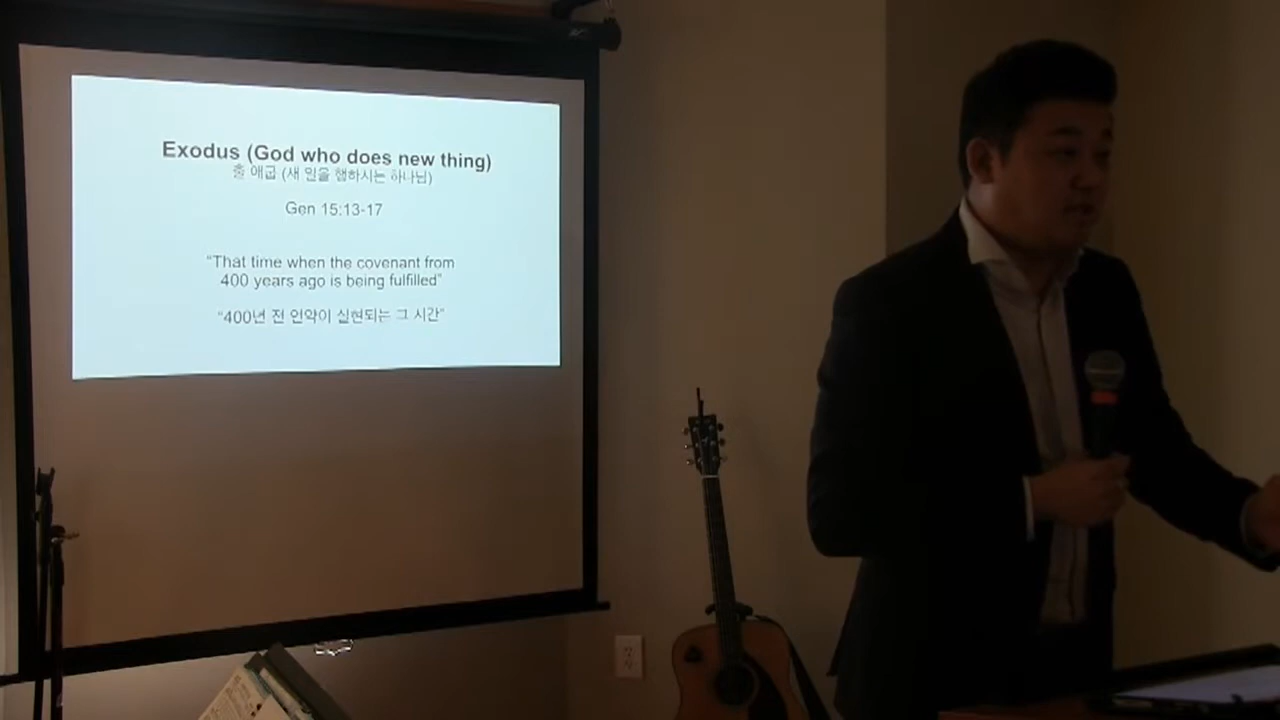 Exodus (God who does new thing)
출 애굽 (새 일을 행하시는 하나님)
Gen 15:13-17
"That time when the covenant from
400 years ago is being fulfilled"
"400년 전 언약이 실현되는 그 시간"